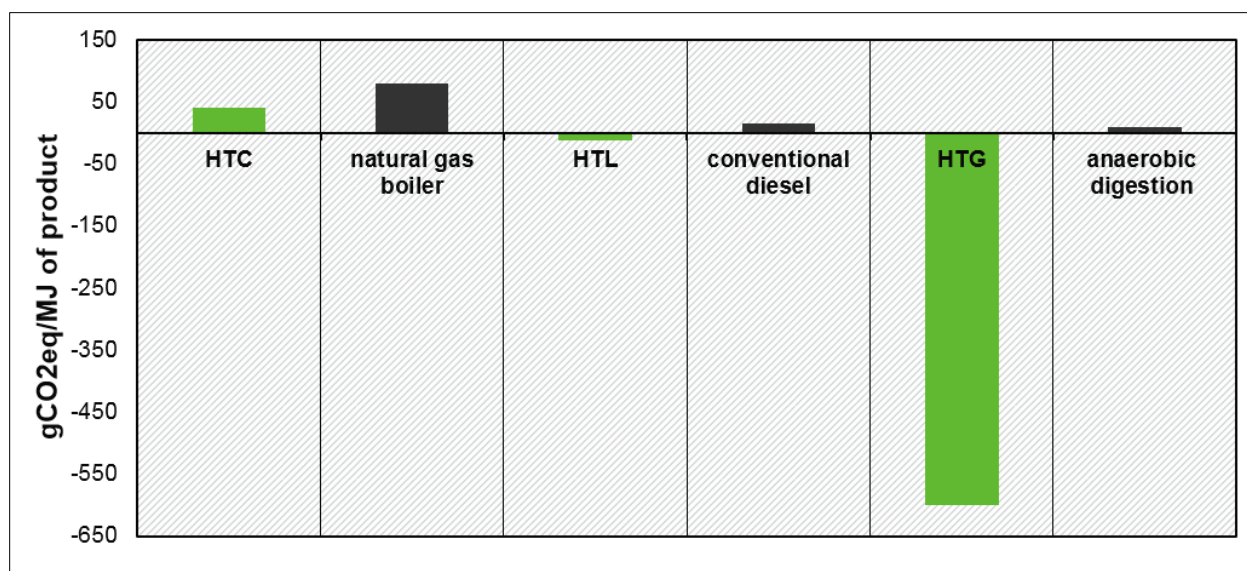 gCO2eq/MJ of product
150
50
-50
-150
-250
-350
-450
-550
-650
HTC
natural gas
boiler
HTL
conventional
diesel
HTG
anaerobic
digestion